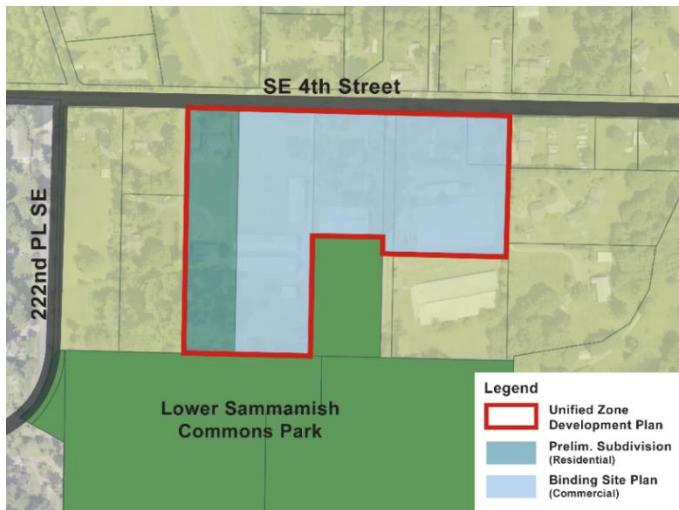 SE 4th Street
222nd PL SE
Lower Sammamish
Commons Park
Legend
Unified Zone
Development Plan
Prelim. Subdivision
(Residential)
Binding Site Plan
(Commercial)